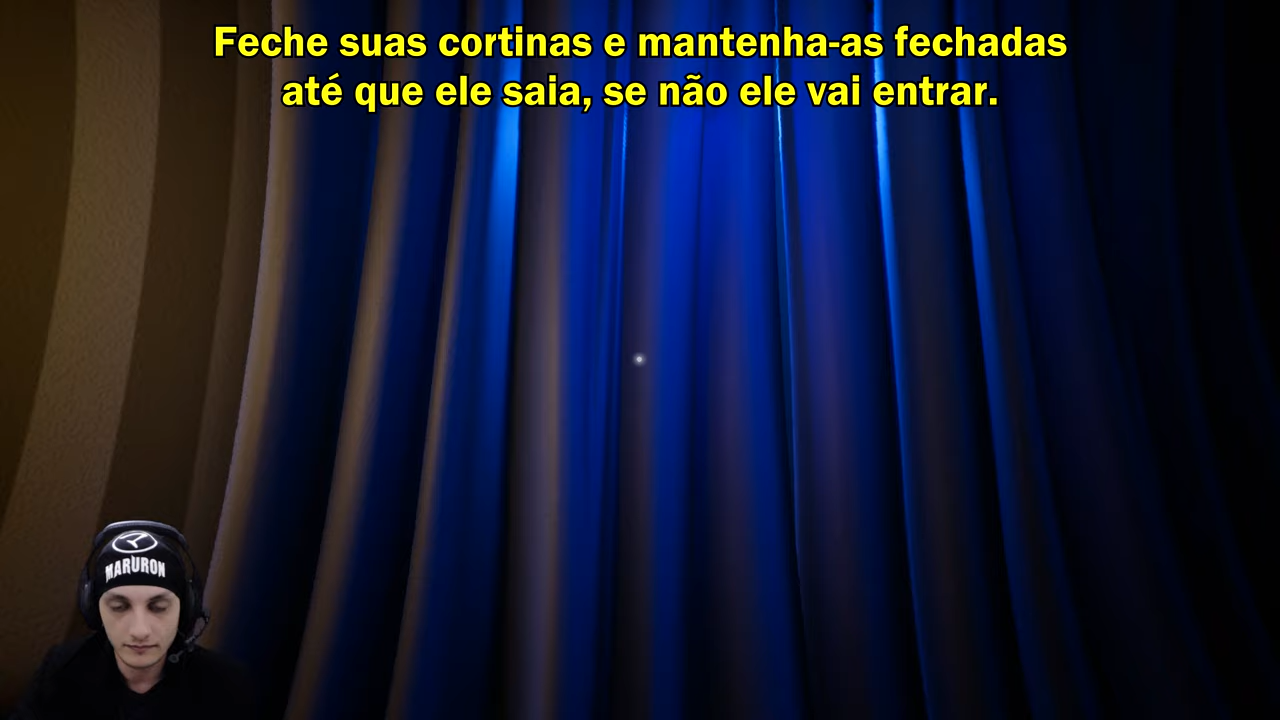 Feche suas cortinas e mantenha-as fechadas
até que ele saia, se não ele vai entrar.
MARURON